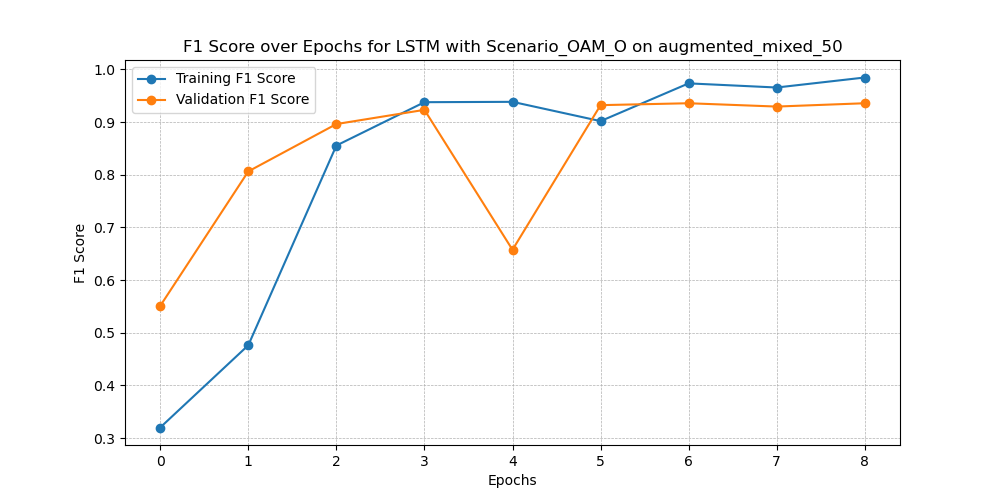 F1 Score over Epochs for LSTM with Scenario_OAM_O on augmented_mixed_50
Training F1 Score
Validation F1 Score
F1 Score
1.0
0.9
0.8
0.7
0.6
0.5
0.4
0.3
0 1 2 3 4 5 6 7 8
Epochs